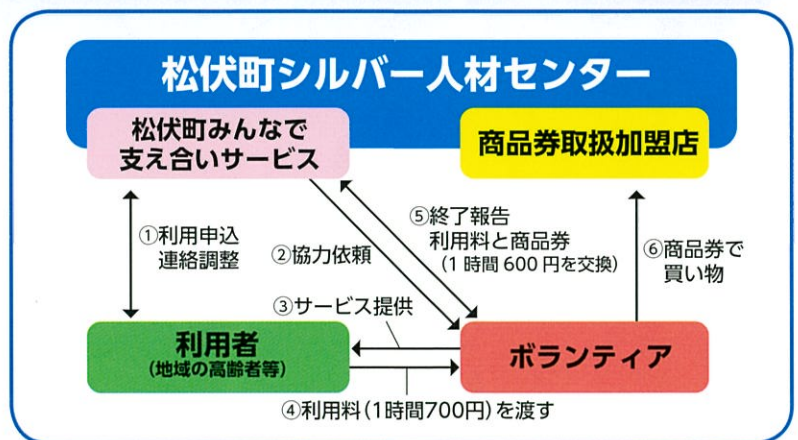 松伏町シルバー人材センター
松伏町みんなで
支え合いサービス
商品券取扱加盟店
①利用申込
連絡調整
②協力依頼
⑤終了報告
利用料と商品券
（1時間600円を交換）
⑥商品券で
買い物
③サービス提供
利用者
（地域の高齢者等）
ボランティア
④利用料（1時間700円）を渡す